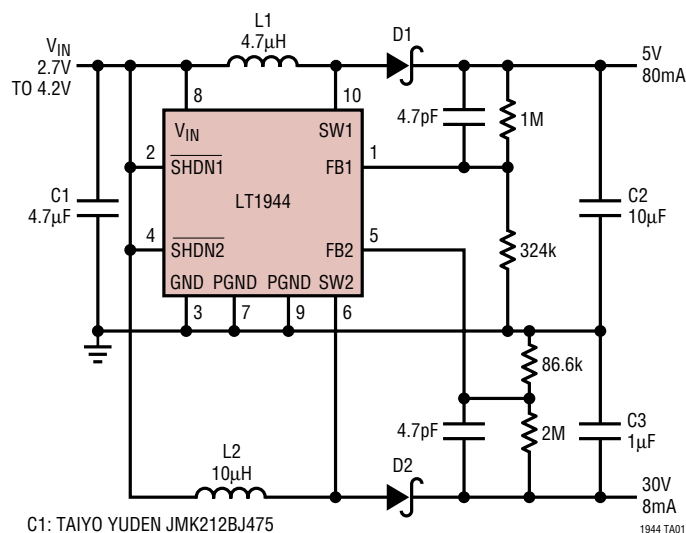 L1
4.7µH
D1
VIN
2.7V
TO 4.2V
5V
80mA
8
10
4.7pF
1M
VIN
SW1
2
SHDN1
FB1
1
C1
4.7µF
LT1944
C2
10µF
4
SHDN2
FB2
5
324k
GND PGND PGND SW2
3
7
9
6
86.6k
4.7pF
2M
C3
1µF
L2
10µH
D2
30V
8mA
C1: TAIYO YUDEN JMK212BJ475
1944 TA01